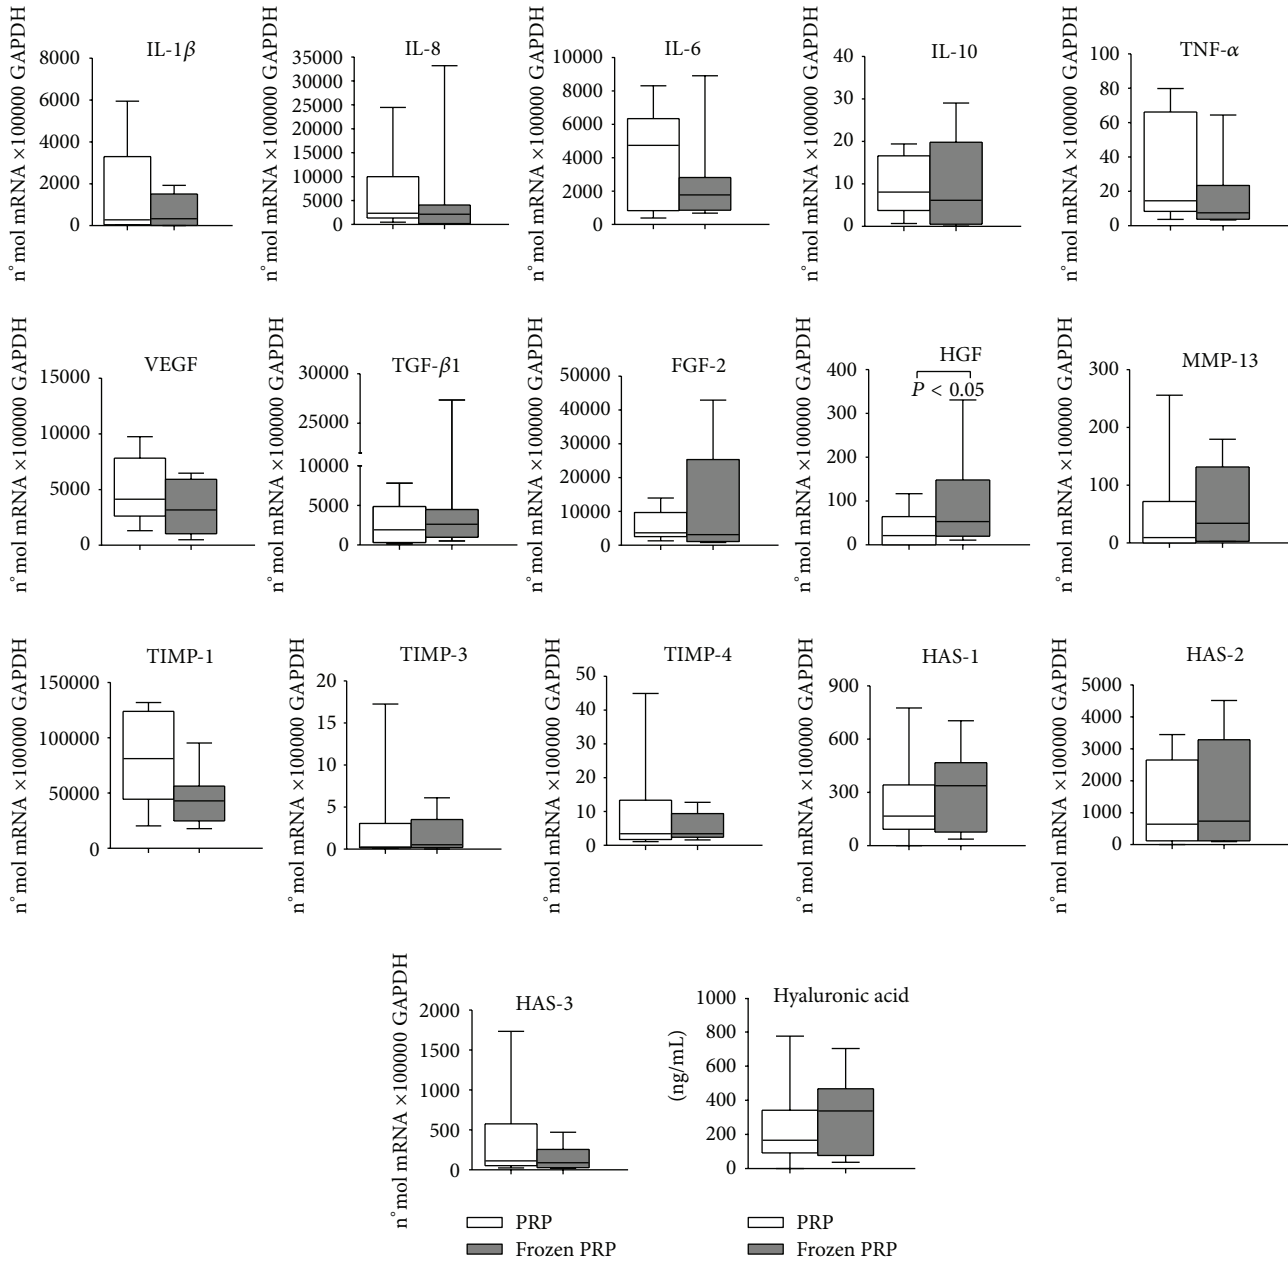 IL-1β
n°mol mRNA ×100000 GAPDH
8000
6000
4000
2000
0
IL-8
n°mol mRNA ×100000 GAPDH
35000
30000
25000
20000
15000
10000
5000
0
IL-6
n°mol mRNA ×100000 GAPDH
10000
8000
6000
4000
2000
0
IL-10
n°mol mRNA ×100000 GAPDH
40
30
20
10
0
TNF-α
n°mol mRNA ×100000 GAPDH
100
80
60
40
20
0
VEGF
n°mol mRNA ×100000 GAPDH
15000
10000
5000
0
TGF-β1
n°mol mRNA ×100000 GAPDH
30000
25000
10000
5000
0
FGF-2
n°mol mRNA ×100000 GAPDH
50000
40000
30000
20000
10000
0
HGF
P < 0.05
n°mol mRNA ×100000 GAPDH
400
300
200
100
0
MMP-13
n°mol mRNA ×100000 GAPDH
300
200
100
0
TIMP-1
n°mol mRNA ×100000 GAPDH
150000
100000
50000
0
TIMP-3
n°mol mRNA ×100000 GAPDH
20
15
10
5
0
TIMP-4
n°mol mRNA ×100000 GAPDH
50
40
30
20
10
0
HAS-1
n°mol mRNA ×100000 GAPDH
900
600
300
0
HAS-2
n°mol mRNA ×100000 GAPDH
5000
4000
3000
2000
1000
0
HAS-3
n°mol mRNA ×100000 GAPDH
2000
1500
1000
500
0
PRP
Frozen PRP
Hyaluronic acid
(ng/mL)
1000
800
600
400
200
0
PRP
Frozen PRP